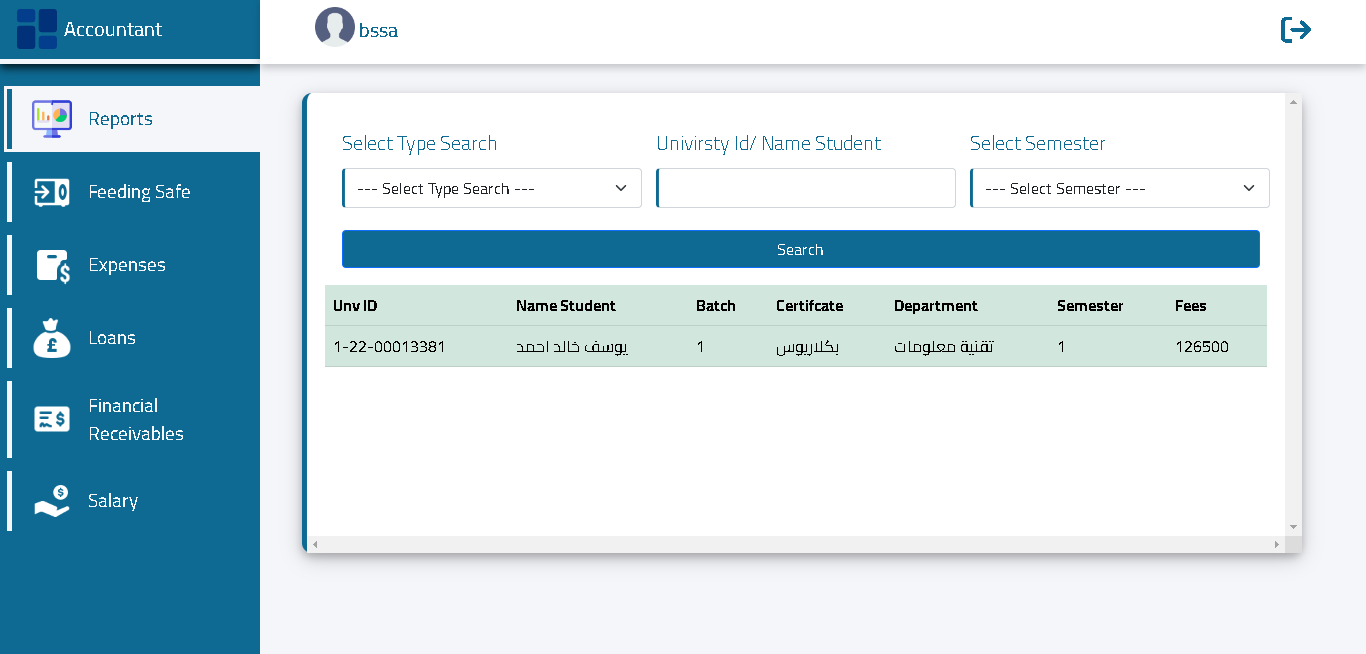 Accountant
bssa
Reports
Feeding Safe
Expenses
Loans
Financial
Receivables
Salary
Select Type Search
Univirsty Id/ Name Student
Select Semester
--- Select Type Search ---
--- Select Semester ---
Search
Unv ID Name Student Batch Certifcate Department Semester Fees
1-22-00013381 يوسف خالد احمد 1 بكلاريوس تقنية معلومات 1 126500